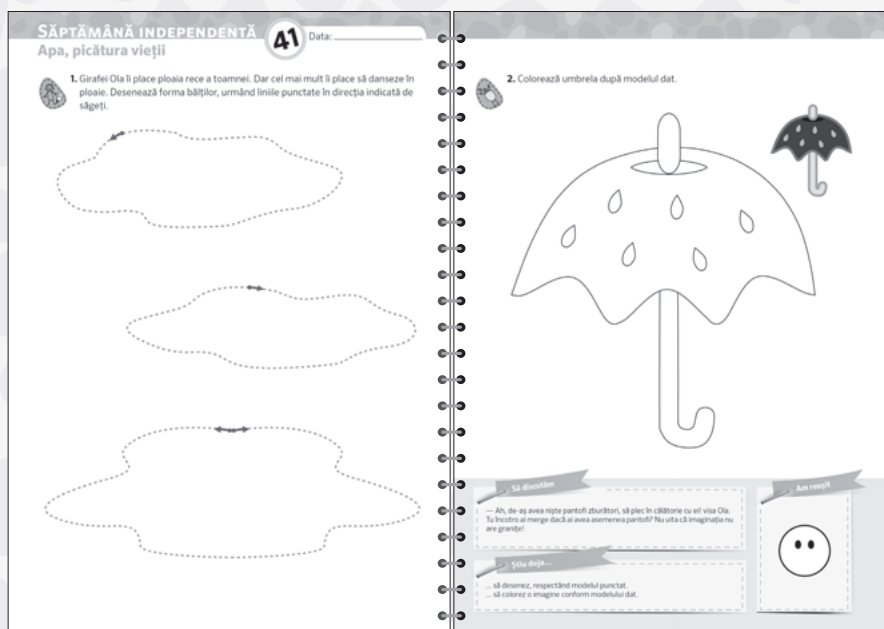 SĂPTĂMÂNĂ INDEPENDENTĂ
Apa, picătura vieții
41
Data:
1. Girafei Ola îi place ploaia rece a toamnei. Dar cel mai mult îi place să danseze în
ploaie. Desenează forma bălților, urmând liniile punctate în direcția indicată de
săgeți.
2. Colorează umbrela după modelul dat.
Să discutăm
— Ah, de-aș avea niște pantofi zburători, să plec în călătorie cu ei! visa Ola.
Tu încotro ai merge dacă ai avea asemenea pantofi? Nu uita că imaginația nu
are granițe!
Știu deja...
... să desenez, respectând modelul punctat.
... să colorez o imagine conform modelului dat.
Am reușit